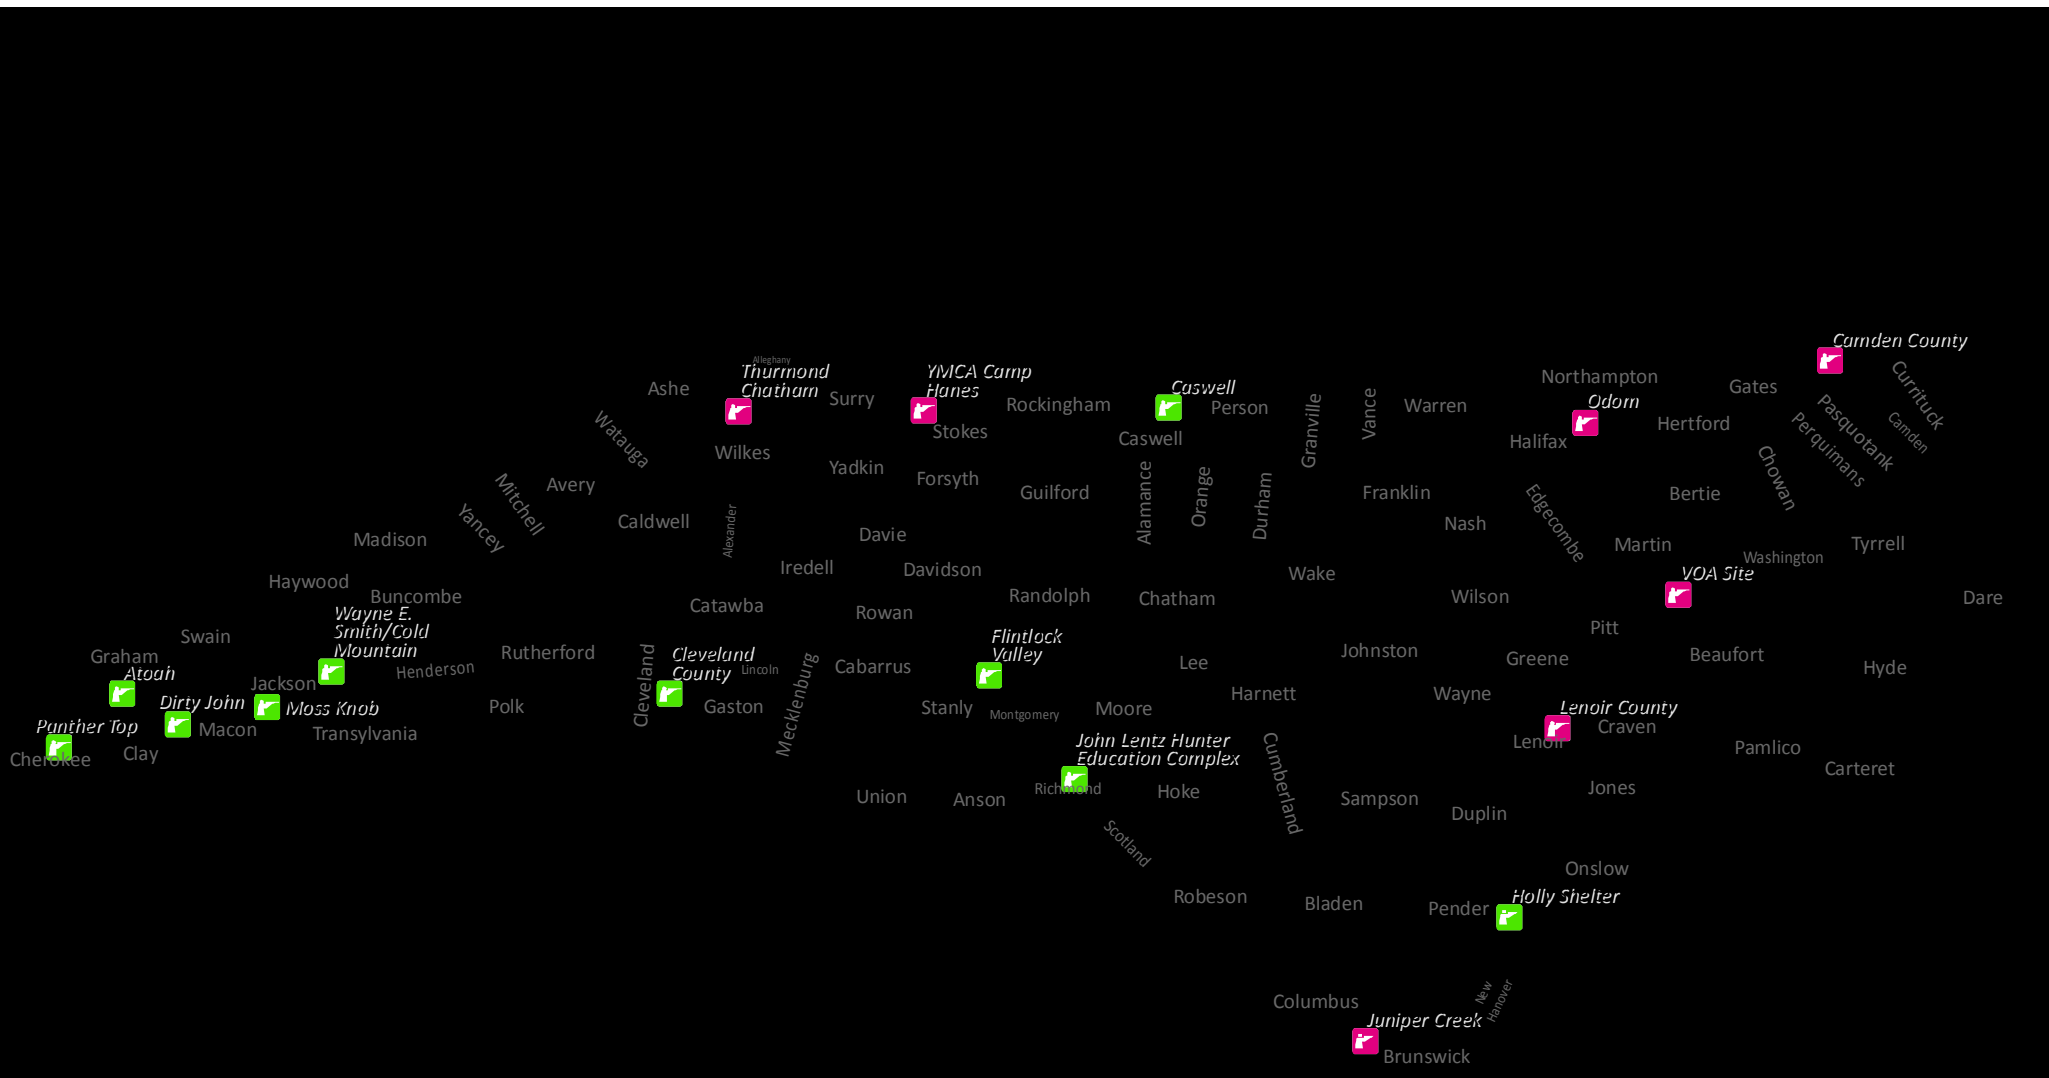 Camden County
Alleghany
Thurmond
Chatham
YMCA Camp
Hanes
Caswell
Ashe
Surry
Rockingham
Person
Granville
Vance
Warren
Northampton
Odom
Gates
Currituck
Pasquotank
Camden
Perquimans
Watauga
Wilkes
Stokes
Caswell
Halifax
Hertford
Chowan
Mitchell
Avery
Yadkin
Forsyth
Guilford
Alamance
Orange
Durham
Franklin
Bertie
Yancey
Caldwell
Alexander
Nash
Edgecombe
Madison
Davie
Martin
Washington
Tyrrell
Haywood
Iredell
Davidson
Wake
VOA Site
Buncombe
Catawba
Rowan
Randolph
Chatham
Wilson
Dare
Wayne E.
Smith/Cold
Mountain
Swain
Pitt
Graham
Atoah
Jackson
Henderson
Rutherford
Cleveland
Cleveland
County
Lincoln
Mecklenburg
Cabarrus
Flintlock
Valley
Lee
Johnston
Greene
Beaufort
Hyde
Dirty John
Moss Knob
Polk
Gaston
Stanly
Montgomery
Moore
Harnett
Wayne
Lenoir County
Panther Top
Macon
Transylvania
Cherokee
Clay
John Lentz Hunter
Education Complex
Cumberland
Lenoir
Craven
Pamlico
Carteret
Union
Anson
Richmond
Hoke
Sampson
Duplin
Jones
Scotland
Onslow
Robeson
Bladen
Pender
Holly Shelter
Columbus
New
Hanover
Juniper Creek
Brunswick